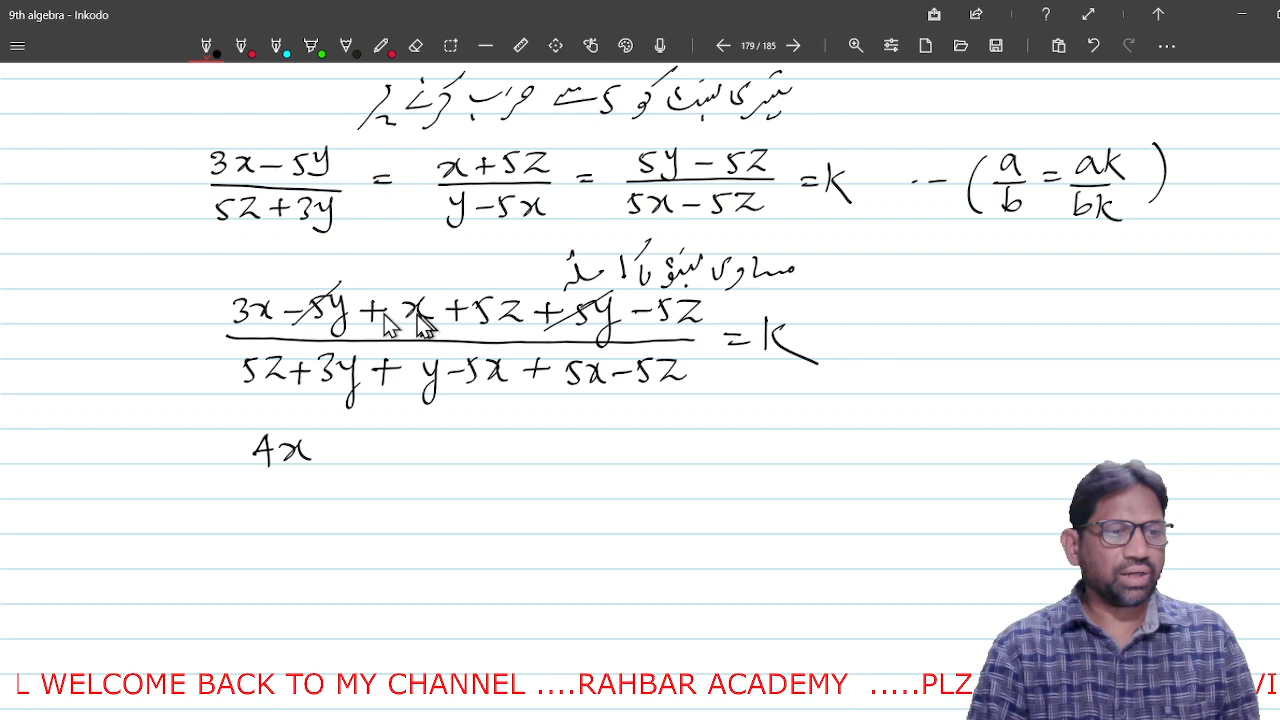 9th algebra - Inkodo
179 / 185
تیسری نسبت کو 5 سے ضرب کرنے پر
3x-5y/5z+3y = x+5z/y-5x = 5y-5z/5x-5z = k -- (a/b = ak/bk)
مساوی نسبتوں کا مسئلہ
3x-5y+x+5z+5y-5z/5z+3y+y-5x+5x-5z = k
4x
L WELCOME BACK TO MY CHANNEL ....RAHBAR ACADEMY .....PLZ VI